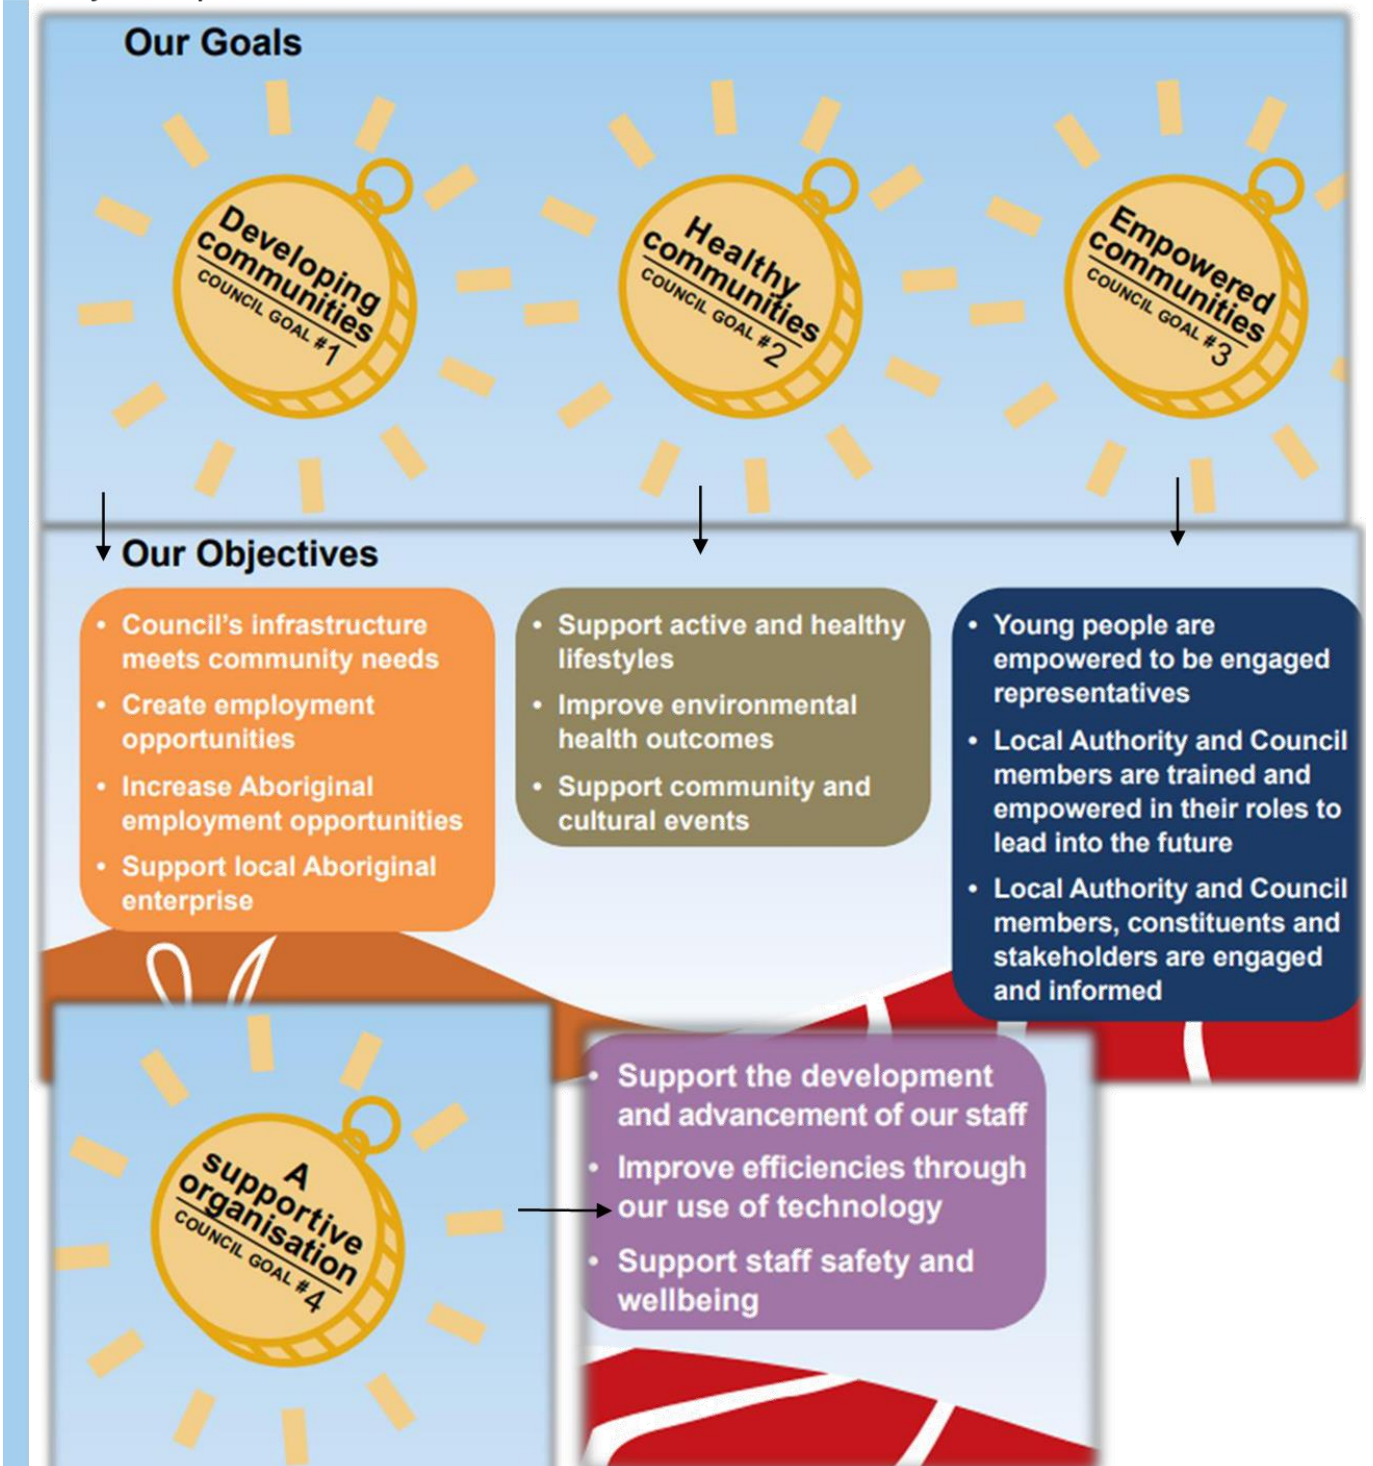 Our Goals
Developing
communities
COUNCIL GOAL #1
Healthy
communities
COUNCIL GOAL #2
Empowered
communities
COUNCIL GOAL #3
Our Objectives
• Council's infrastructure
meets community needs
• Create employment
opportunities
• Increase Aboriginal
employment opportunities
• Support local Aboriginal
enterprise
• Support active and healthy
lifestyles
• Improve environmental
health outcomes
• Support community and
cultural events
• Young people are
empowered to be engaged
representatives
• Local Authority and Council
members are trained and
empowered in their roles to
lead into the future
• Local Authority and Council
members, constituents and
stakeholders are engaged
and informed
A
supportive
organisation
COUNCIL GOAL #4
• Support the development
and advancement of our staff
• Improve efficiencies through
our use of technology
• Support staff safety and
wellbeing